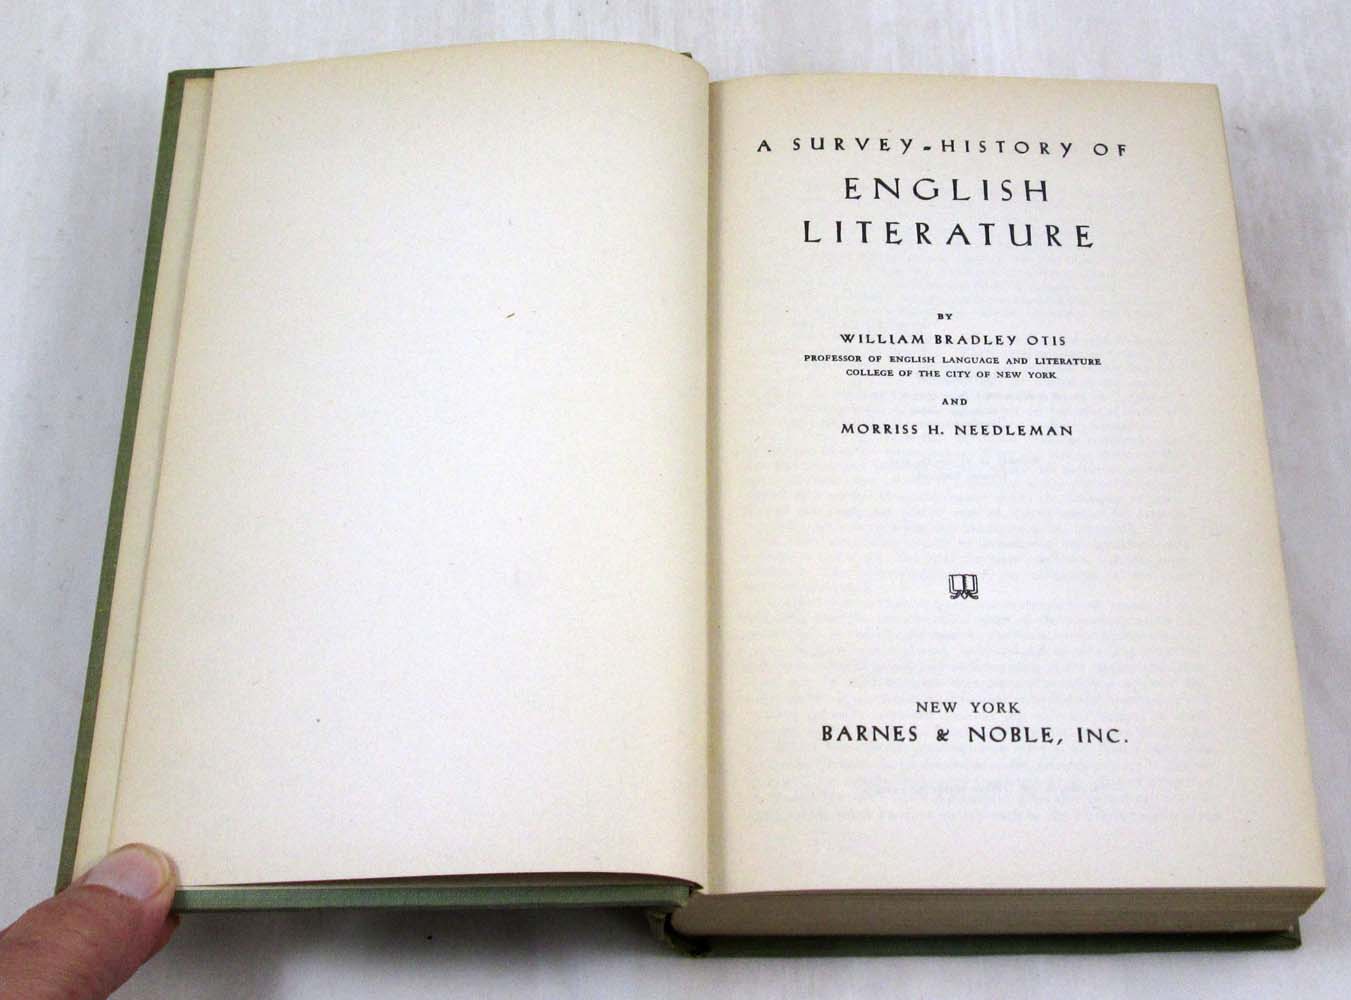 A SURVEY-HISTORY OF
ENGLISH
LITERATURE
BY
WILLIAM BRADLEY OTIS
PROFESSOR OF ENGLISH LANGUAGE AND LITERATURE
COLLEGE OF THE CITY OF NEW YORK
AND
MORRISS H. NEEDLEMAN
NEW YORK
BARNES & NOBLE, INC.